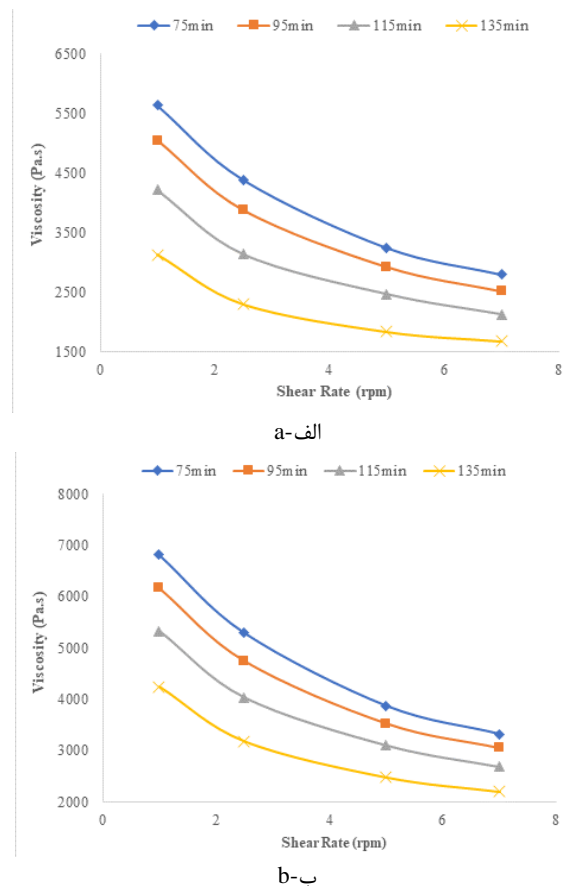 75min 95min 115min 135min
6500
5500
4500
3500
2500
1500
Viscosity (Pa.s)
0 2 4 6 8
Shear Rate (rpm)
a-الف
75min 95min 115min 135min
8000
7000
6000
5000
4000
3000
2000
Viscosity (Pa.s)
0 2 4 6 8
Shear Rate (rpm)
b-ب